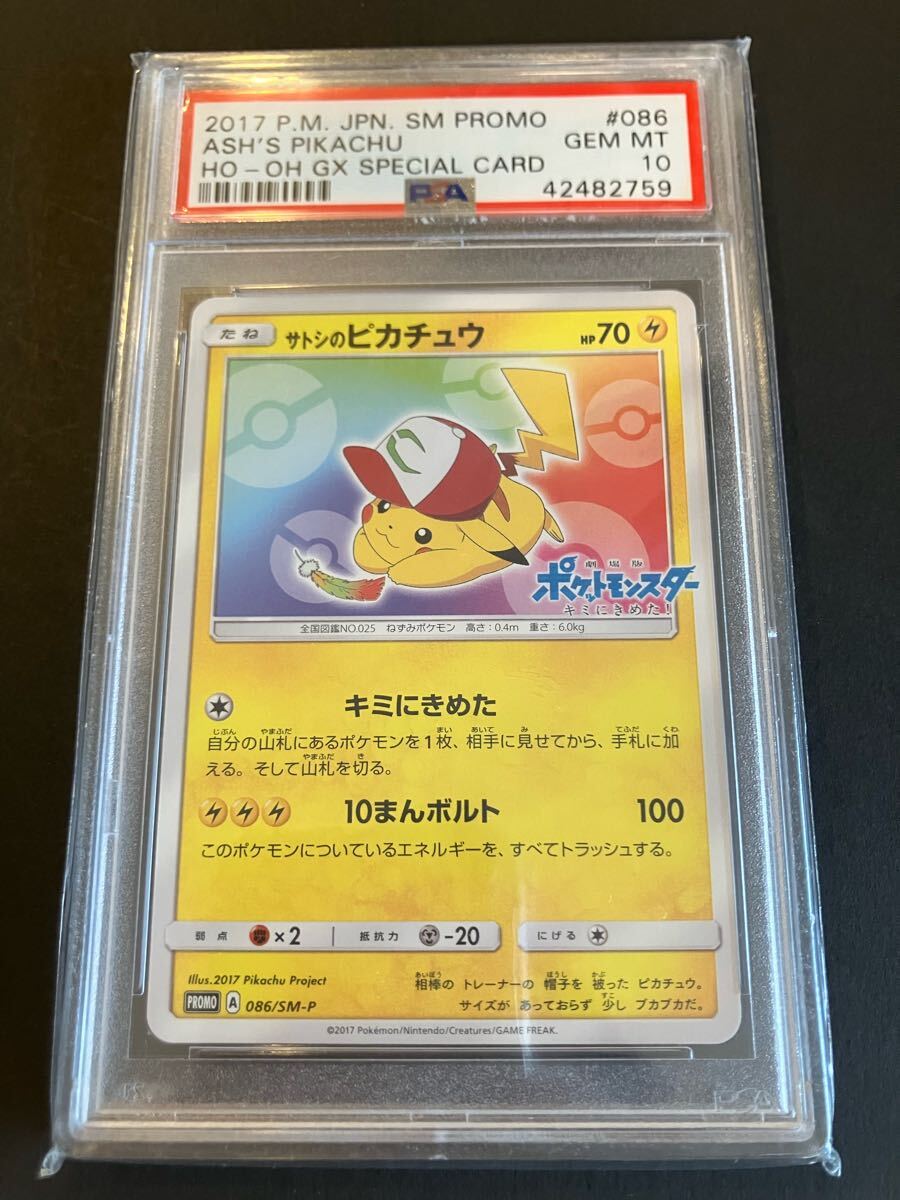 2017 P.M. JPN. SM PROMO #086
ASH'S PIKACHU GEM MT
HO-OH GX SPECIAL CARD 10
PSA 42482759
たね サトシのピカチュウ HP70
劇場版
ポケットモンスター
キミにきめた!
全国図鑑NO.025 ねずみポケモン 高さ:0.4m 重さ:6.0kg
キミにきめた
自分の山札にあるポケモンを1枚、相手に見せてから、手札に加
える。そして山札を切る。
10まんボルト 100
このポケモンについているエネルギーを、すべてトラッシュする。
弱点 ×2 抵抗力 -20 にげる
Illus.2017 Pikachu Project
PROMO A 086/SM-P
相棒の トレーナーの 帽子を 被った ピカチュウ。
サイズが あっておらず 少し ブカブカだ。
©2017 Pokémon/Nintendo/Creatures/GAME FREAK.